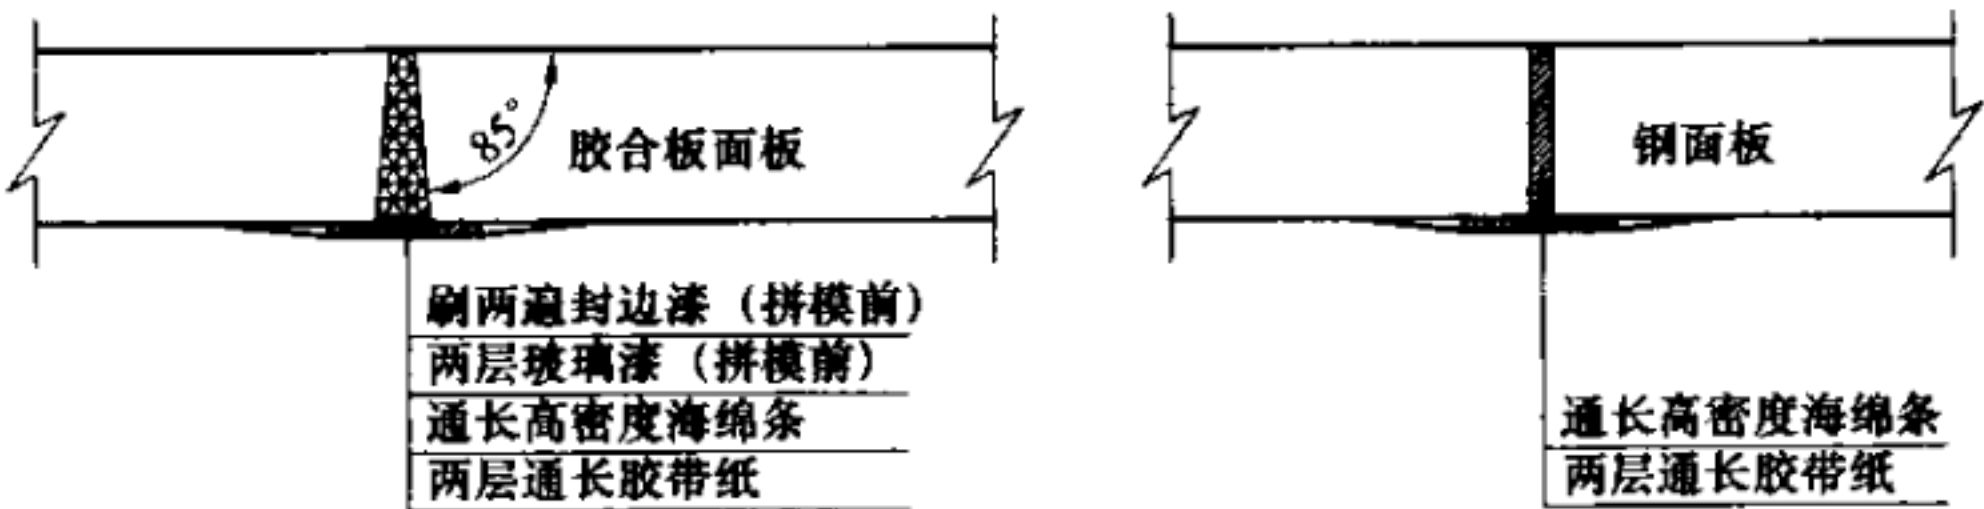 85°
胶合板面板
刷两遍封边漆（拼模前）
两层玻璃漆（拼模前）
通长高密度海绵条
两层通长胶带纸
钢面板
通长高密度海绵条
两层通长胶带纸